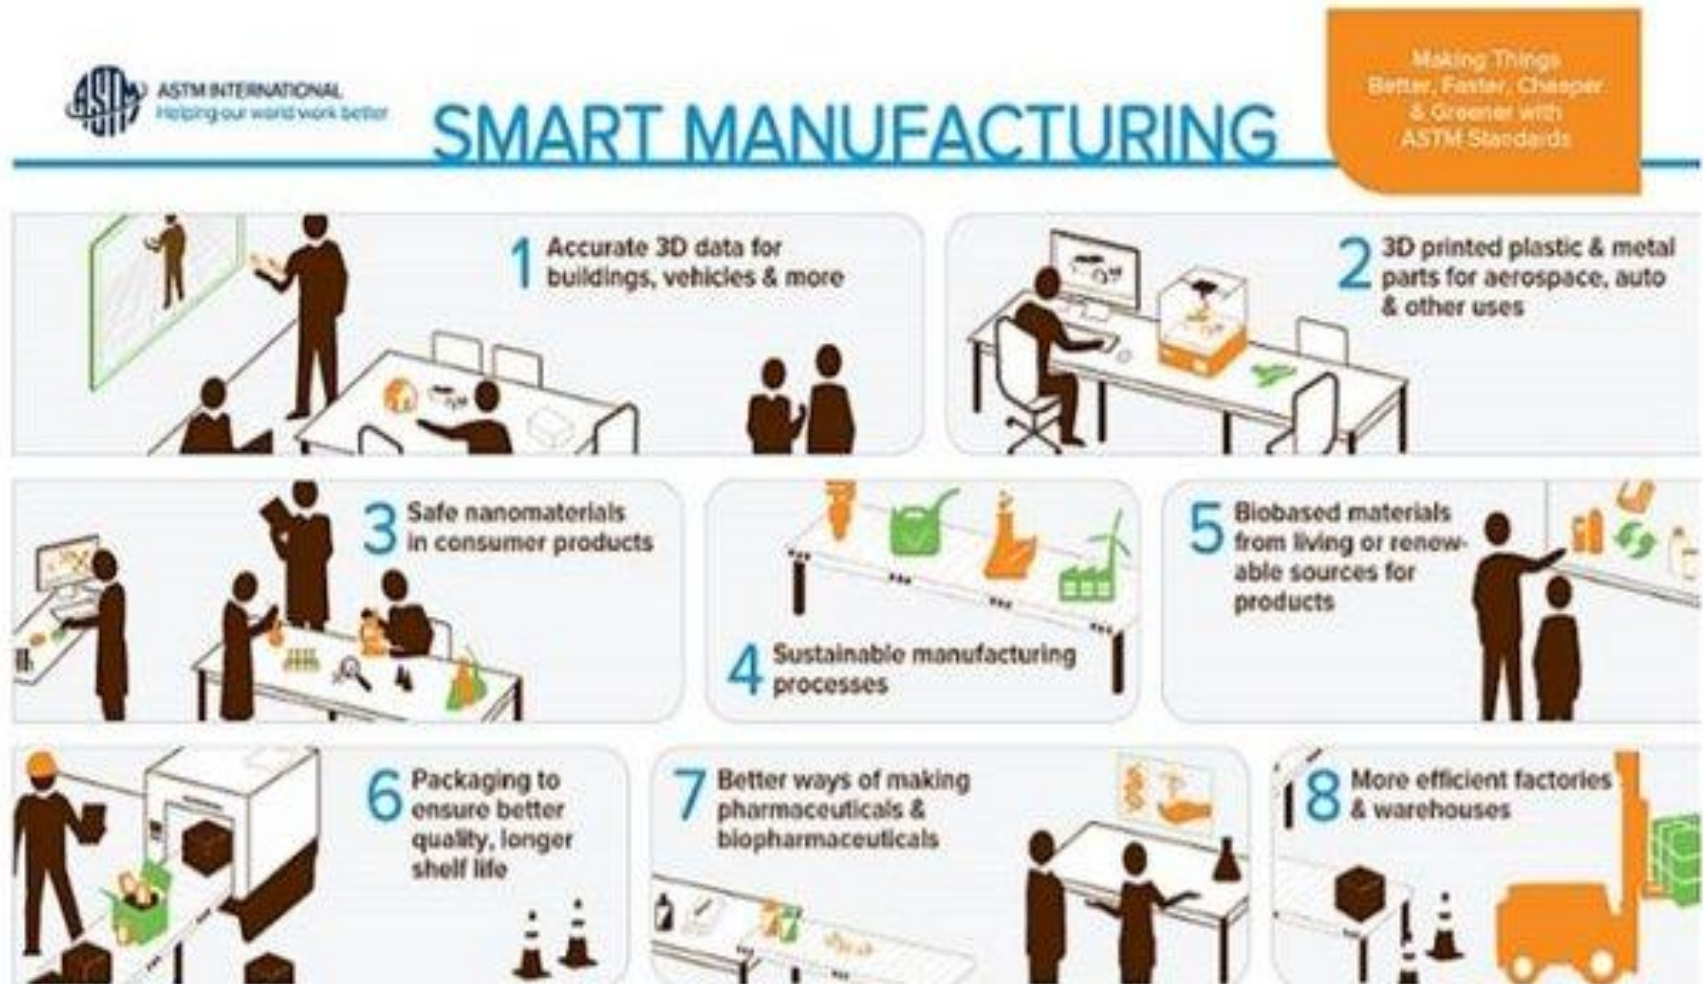 ASTM
ASTM INTERNATIONAL
Helping our world work better
SMART MANUFACTURING
Making Things
Better, Faster, Cheaper
& Greener with
ASTM Standards
1 Accurate 3D data for
buildings, vehicles & more
2 3D printed plastic & metal
parts for aerospace, auto
& other uses
3 Safe nanomaterials
in consumer products
4 Sustainable manufacturing
processes
5 Biobased materials
from living or renew-
able sources for
products
6 Packaging to
ensure better
quality, longer
shelf life
7 Better ways of making
pharmaceuticals &
biopharmaceuticals
8 More efficient factories
& warehouses